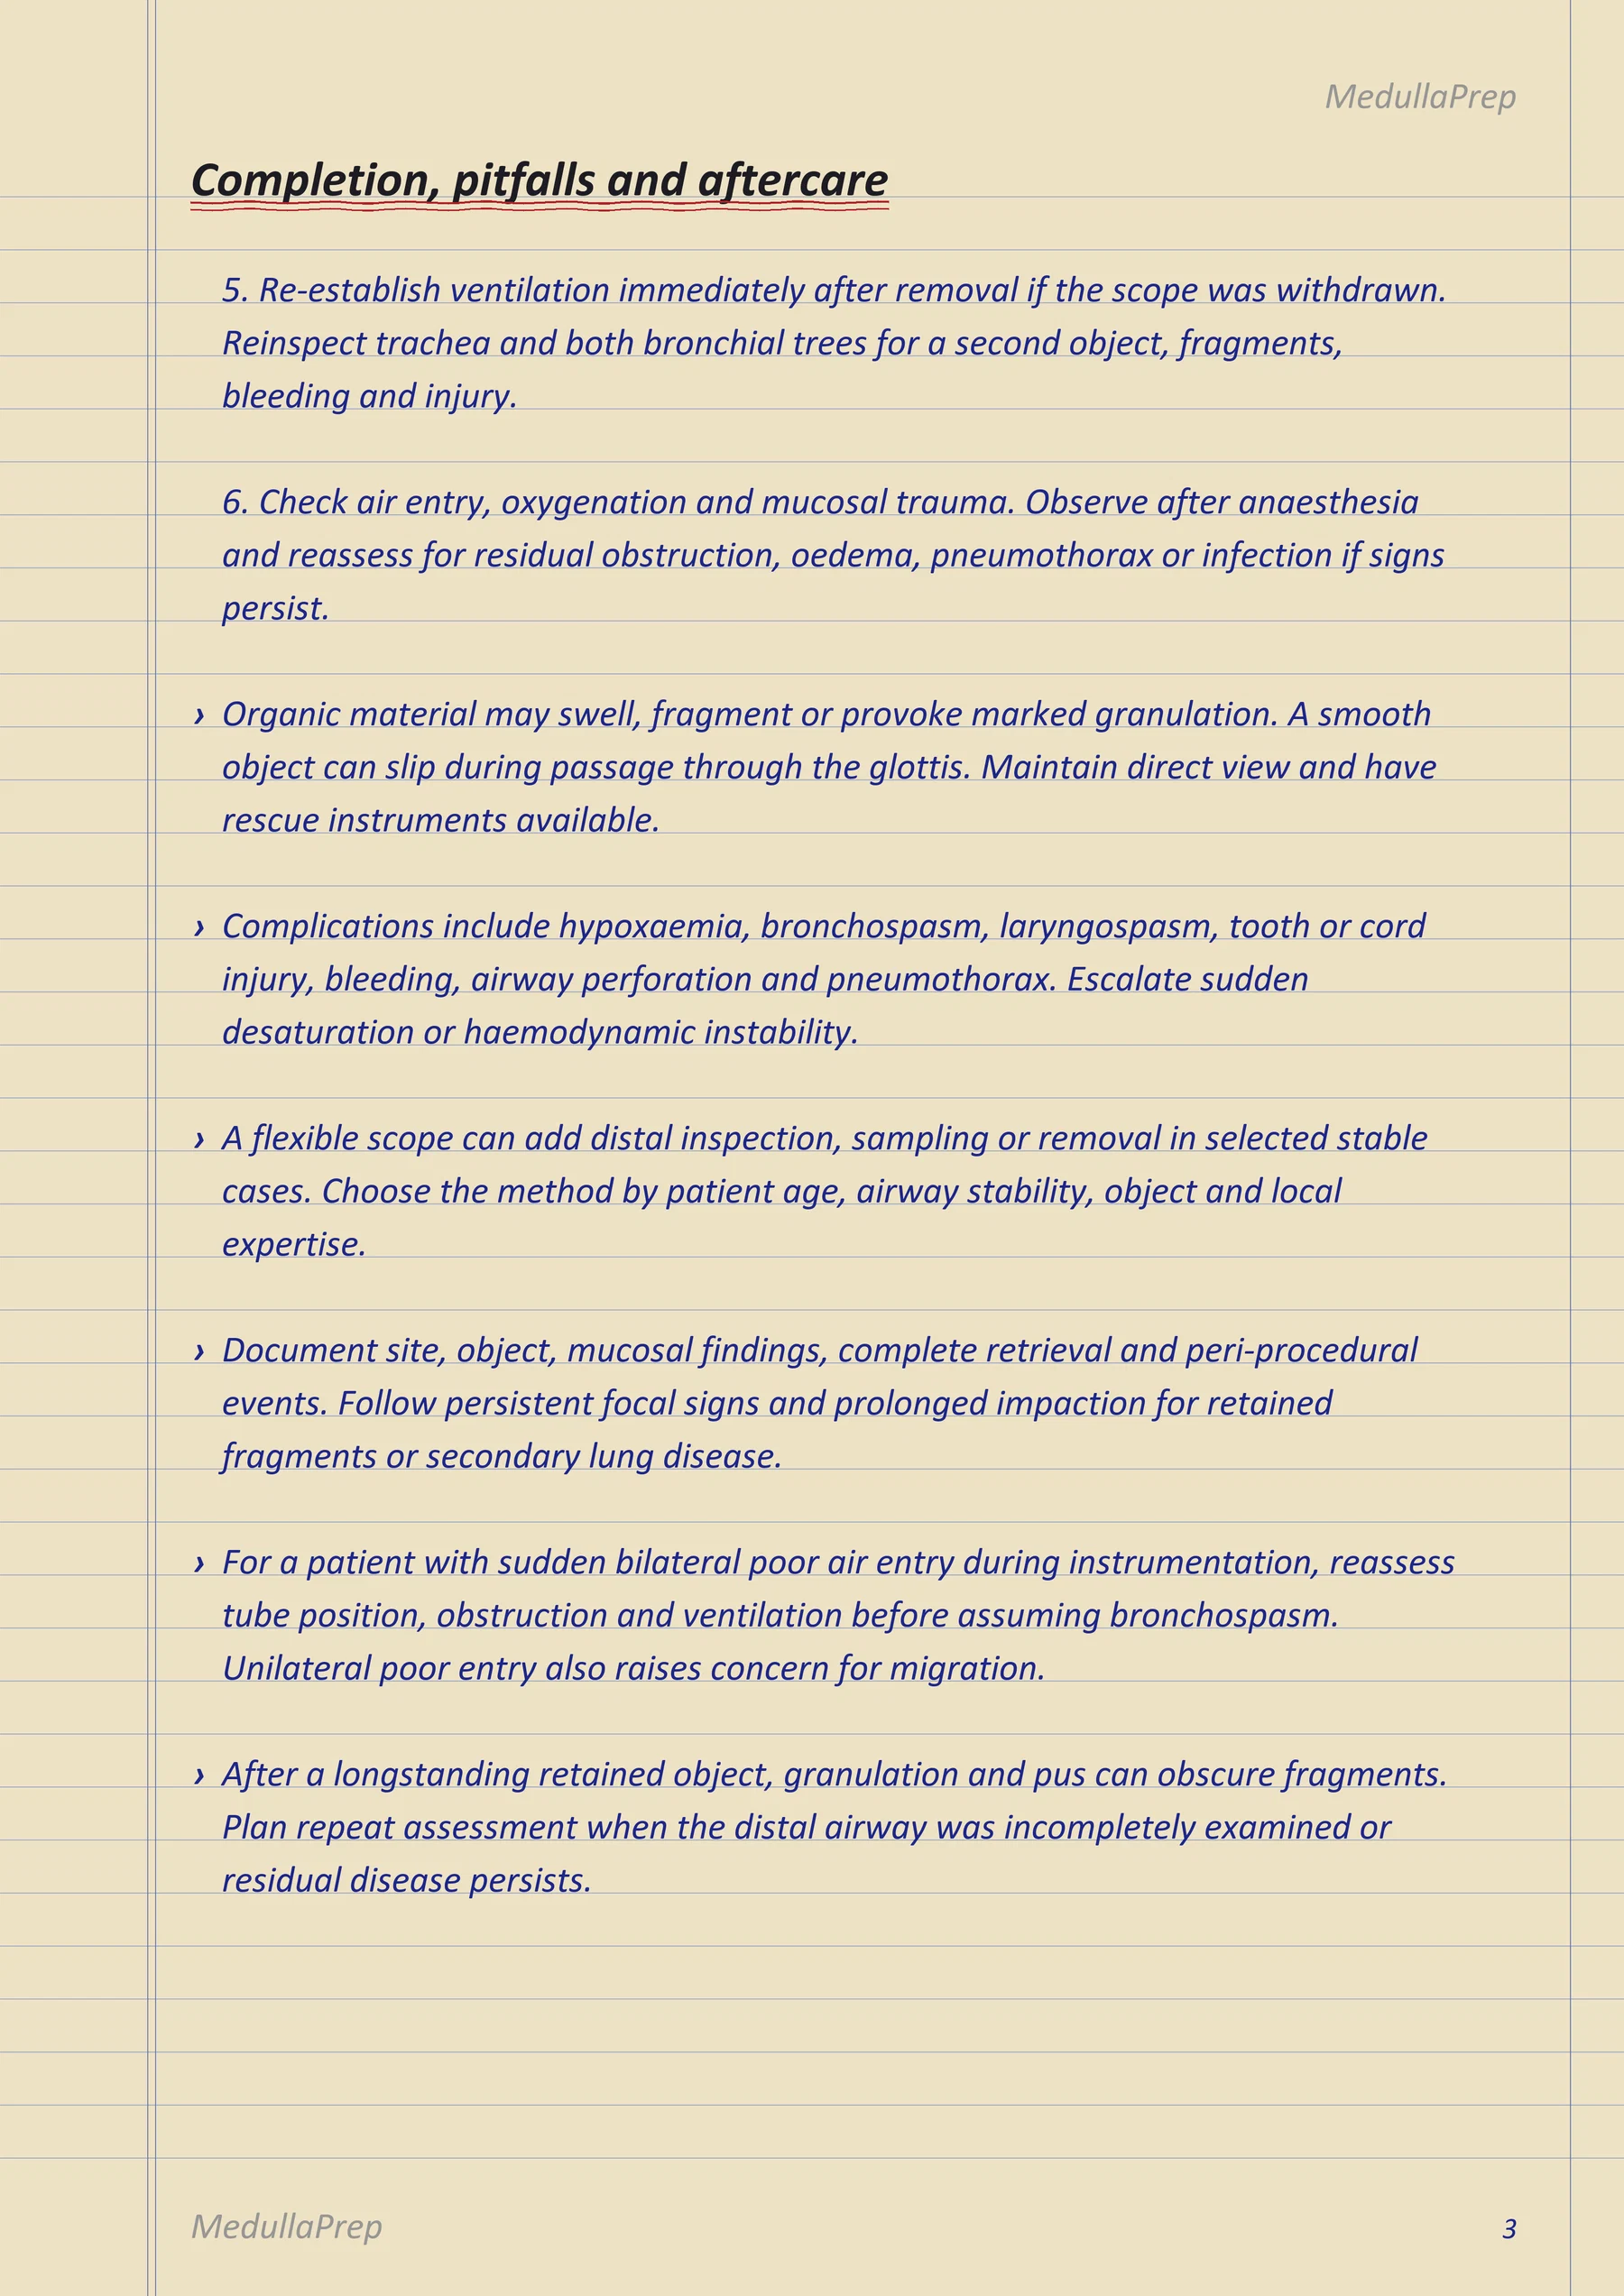 MedullaPrep
Completion, pitfalls and aftercare
5. Re-establish ventilation immediately after removal if the scope was withdrawn.
Reinspect trachea and both bronchial trees for a second object, fragments,
bleeding and injury.
6. Check air entry, oxygenation and mucosal trauma. Observe after anaesthesia
and reassess for residual obstruction, oedema, pneumothorax or infection if signs
persist.
› Organic material may swell, fragment or provoke marked granulation. A smooth
object can slip during passage through the glottis. Maintain direct view and have
rescue instruments available.
› Complications include hypoxaemia, bronchospasm, laryngospasm, tooth or cord
injury, bleeding, airway perforation and pneumothorax. Escalate sudden
desaturation or haemodynamic instability.
› A flexible scope can add distal inspection, sampling or removal in selected stable
cases. Choose the method by patient age, airway stability, object and local
expertise.
› Document site, object, mucosal findings, complete retrieval and peri-procedural
events. Follow persistent focal signs and prolonged impaction for retained
fragments or secondary lung disease.
› For a patient with sudden bilateral poor air entry during instrumentation, reassess
tube position, obstruction and ventilation before assuming bronchospasm.
Unilateral poor entry also raises concern for migration.
› After a longstanding retained object, granulation and pus can obscure fragments.
Plan repeat assessment when the distal airway was incompletely examined or
residual disease persists.
MedullaPrep
3